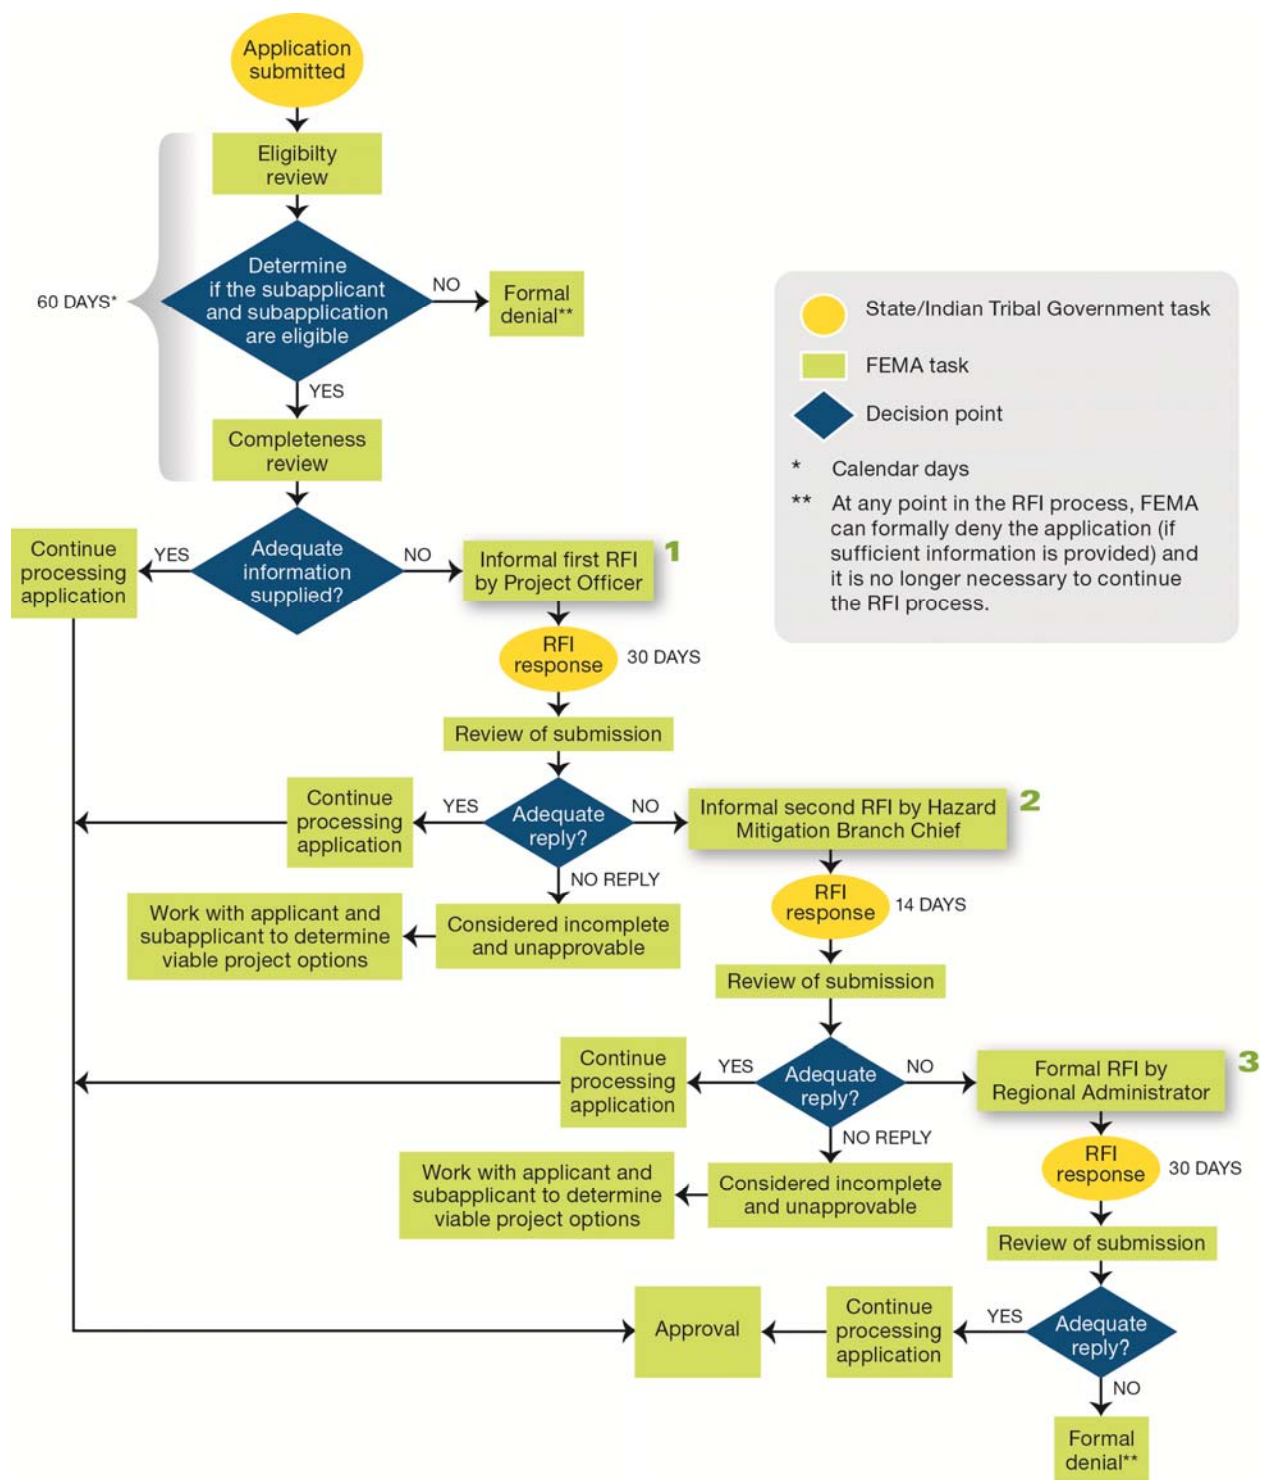 Application
submitted
Eligibilty
review
60 DAYS*
Determine
if the subapplicant
and subapplication
are eligible
NO
Formal
denial**
YES
Completeness
review
State/Indian Tribal Government task
FEMA task
Decision point
* Calendar days
** At any point in the RFI process, FEMA
can formally deny the application (if
sufficient information is provided) and
it is no longer necessary to continue
the RFI process.
Continue
processing
application
YES
Adequate
information
supplied?
NO
Informal first RFI
by Project Officer
1
RFI
response
30 DAYS
Review of submission
Continue
processing
application
YES
Adequate
reply?
NO
Informal second RFI by Hazard
Mitigation Branch Chief
2
NO REPLY
Work with applicant and
subapplicant to determine
viable project options
Considered incomplete
and unapprovable
RFI
response
14 DAYS
Review of submission
Continue
processing
application
YES
Adequate
reply?
NO
Formal RFI by
Regional Administrator
3
NO REPLY
Work with applicant and
subapplicant to determine
viable project options
Considered incomplete
and unapprovable
RFI
response
30 DAYS
Review of submission
Approval
Continue
processing
application
YES
Adequate
reply?
NO
Formal
denial**